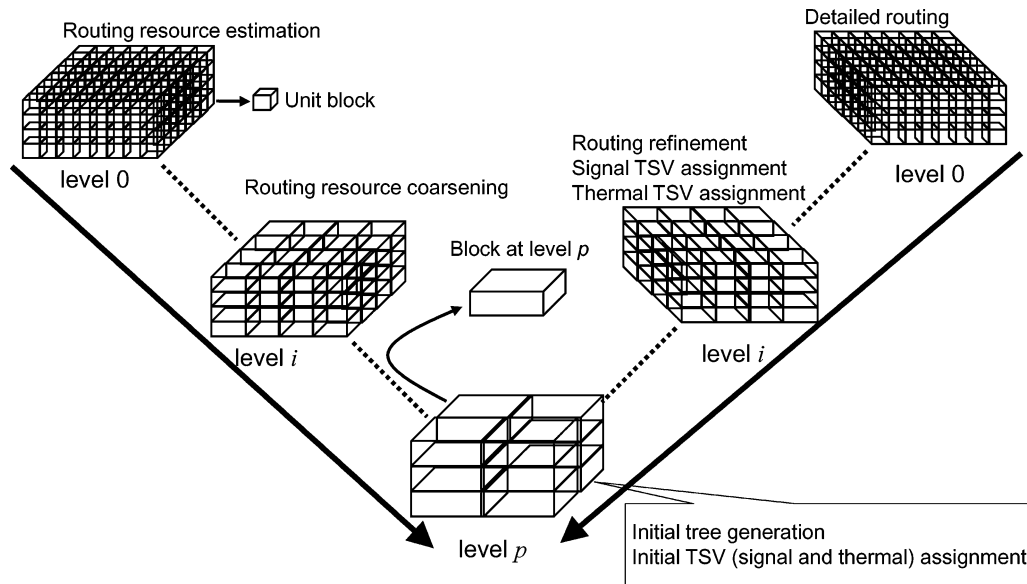 Routing resource estimation
Unit block
level 0
Routing resource coarsening
level i
Block at level p
level p
Detailed routing
level 0
Routing refinement
Signal TSV assignment
Thermal TSV assignment
level i
Initial tree generation
Initial TSV (signal and thermal) assignment